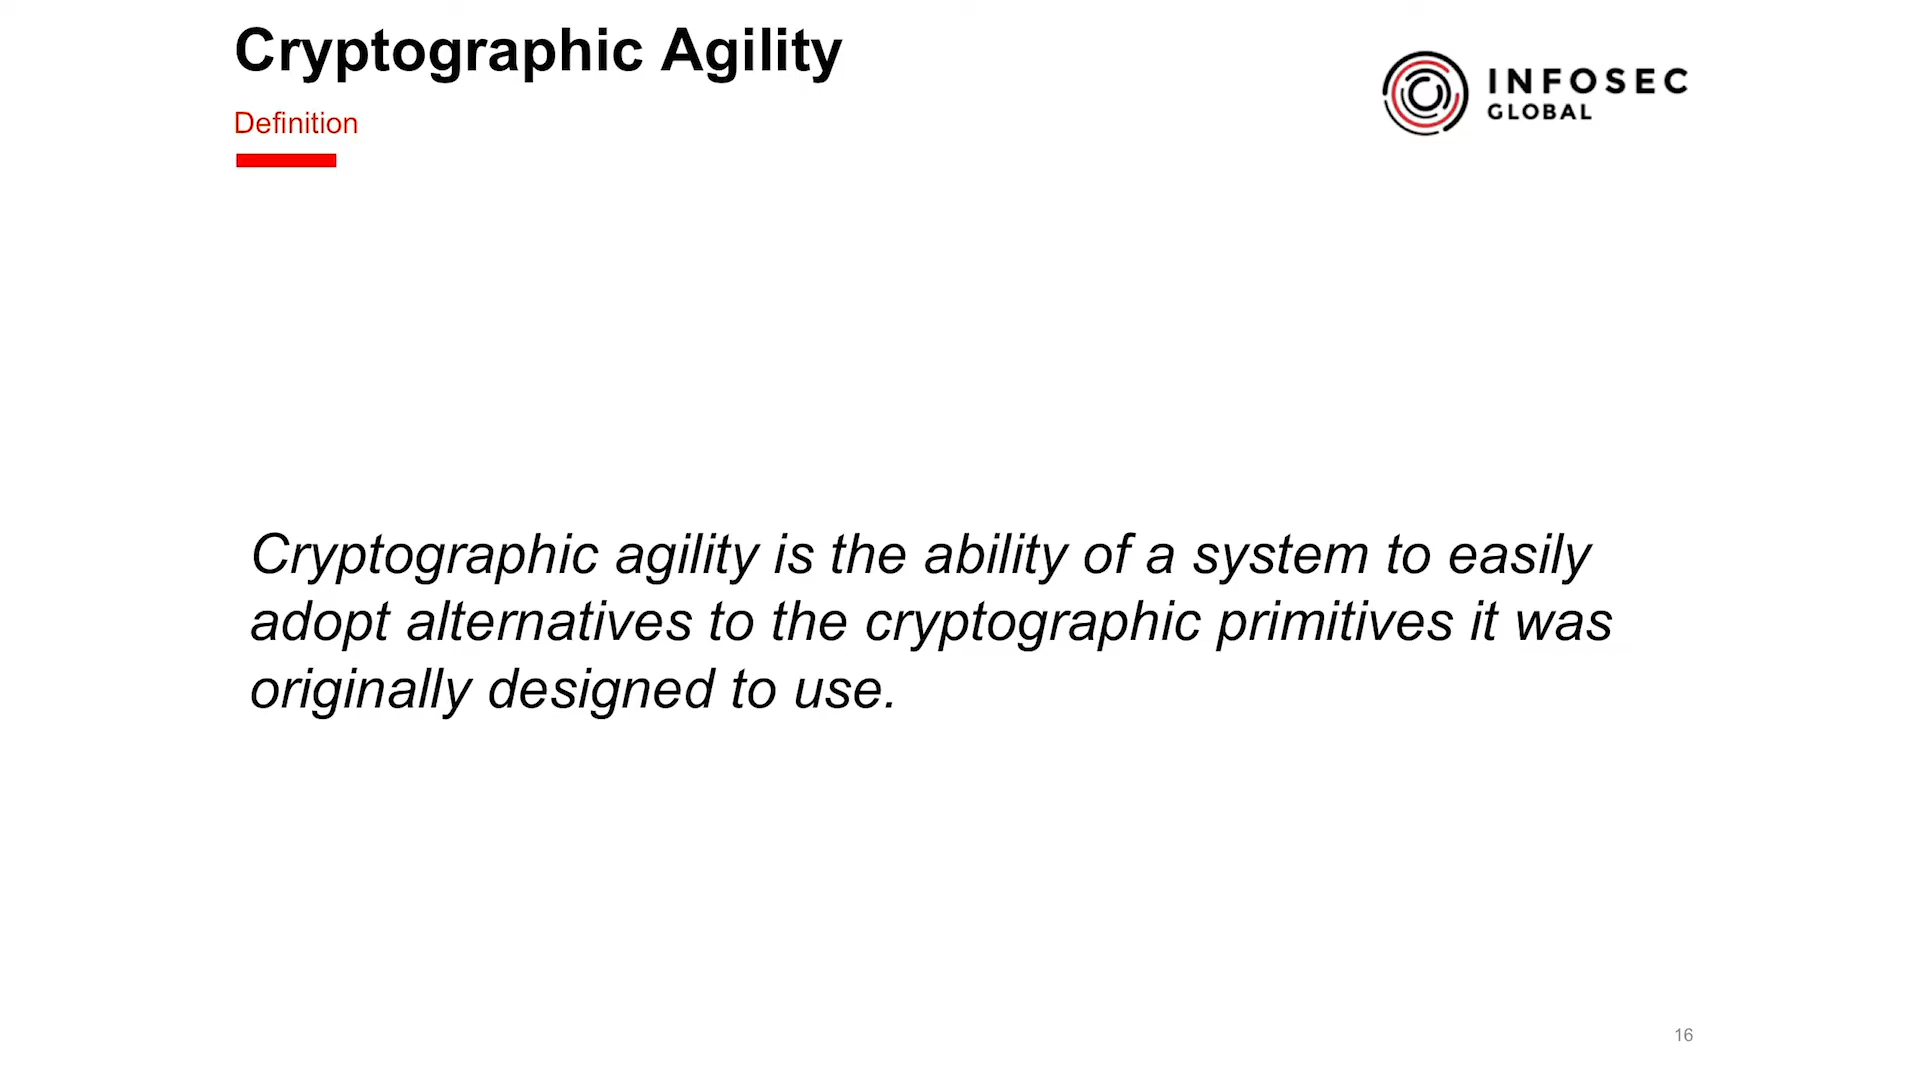 Cryptographic Agility
Definition
INFOSEC
GLOBAL
Cryptographic agility is the ability of a system to easily
adopt alternatives to the cryptographic primitives it was
originally designed to use.
16